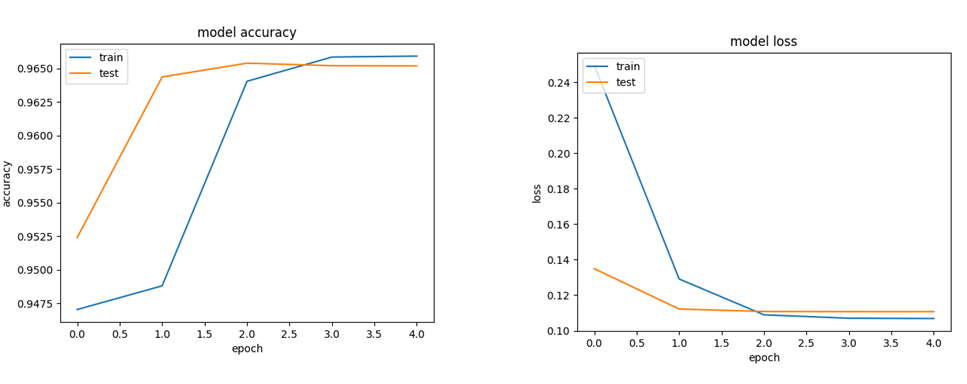 model accuracy
train
test
0.9650
0.9625
0.9600
0.9575
0.9550
0.9525
0.9500
0.9475
accuracy
0.0 0.5 1.0 1.5 2.0 2.5 3.0 3.5 4.0
epoch
model loss
train
test
0.24
0.22
0.20
0.18
0.16
0.14
0.12
0.10
loss
0.0 0.5 1.0 1.5 2.0 2.5 3.0 3.5 4.0
epoch